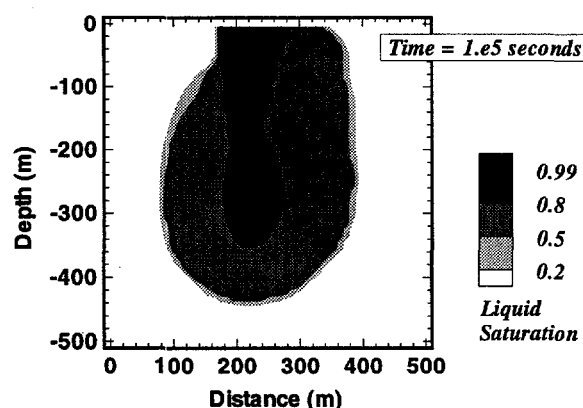 Time = 1.e5 seconds
0
-100
-200
-300
-400
-500
Depth (m)
0 100 200 300 400 500
Distance (m)
0.99
0.8
0.5
0.2
Liquid
Saturation